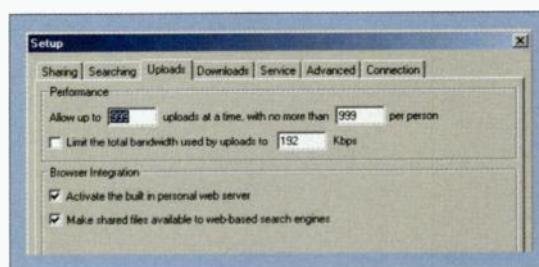 Setup
Sharing Searching Uploads Downloads Service Advanced Connection
Performance
Allow up to 999 uploads at a time, with no more than 999 per person
Limit the total bandwidth used by uploads to 192 Kbps
Browser Integration
Activate the built in personal web server
Make shared files available to web-based search engines